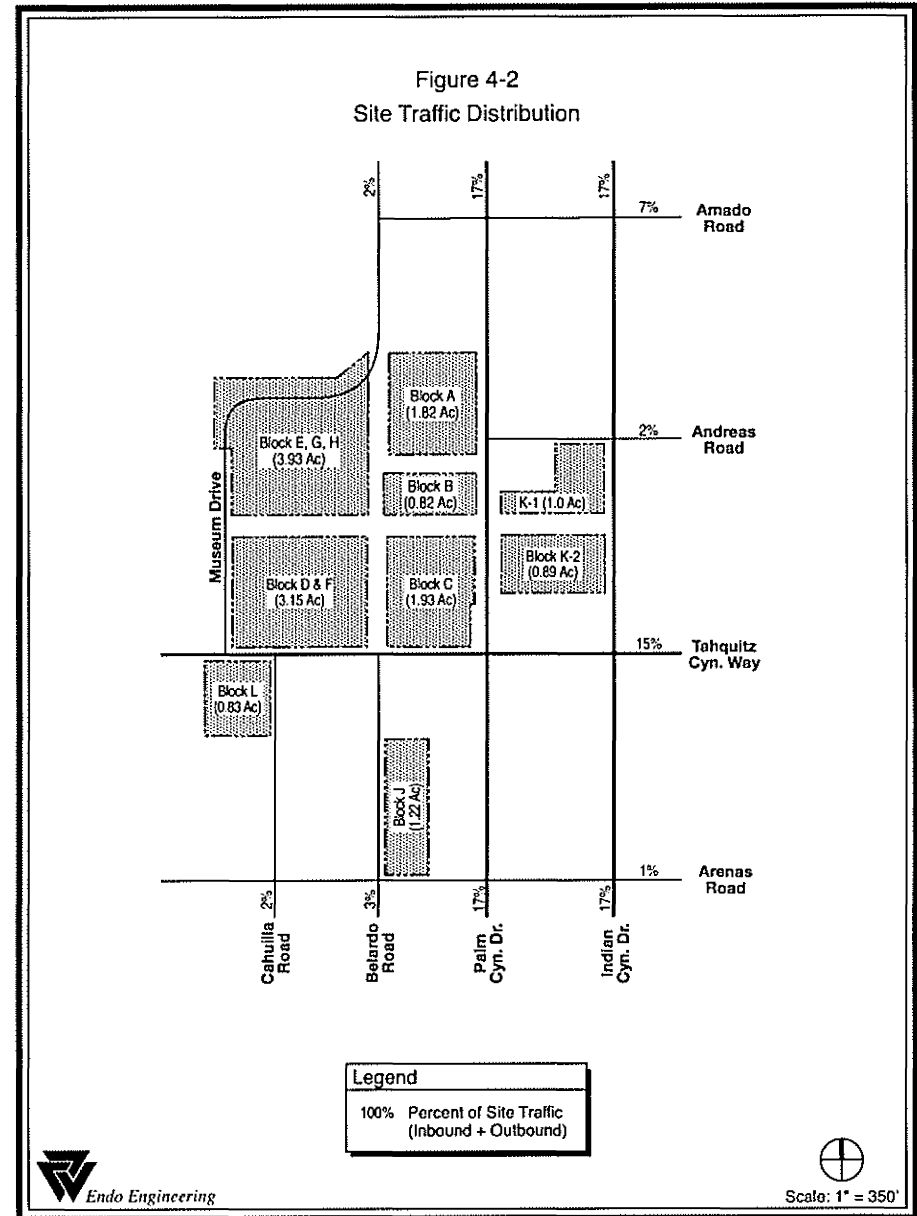 Figure 4-2
Site Traffic Distribution
2%
17%
17%
7%
Amado
Road
Block A
(1.82 Ac)
Block E, G, H
(3.93 Ac)
2%
Andreas
Road
Block B
(0.82 Ac)
K-1 (1.0 Ac)
Museum Drive
Block D & F
(3.15 Ac)
Block C
(1.93 Ac)
Block K-2
(0.89 Ac)
15%
Tahquitz
Cyn. Way
Block L
(0.83 Ac)
Block J
(1.22 Ac)
1%
Arenas
Road
2%
3%
17%
17%
Cahuilla
Road
Belardo
Road
Palm
Cyn. Dr.
Indian
Cyn. Dr.
Legend
100% Percent of Site Traffic
(Inbound + Outbound)
Endo Engineering
Scale: 1" = 350'